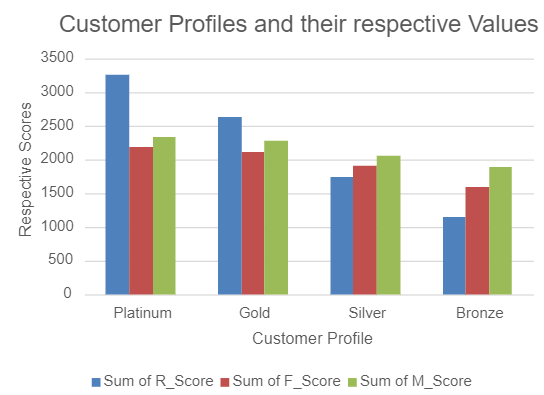 Customer Profiles and their respective Values
3500
3000
2500
2000
1500
1000
500
0
Respective Scores
Platinum Gold Silver Bronze
Customer Profile
Sum of R_Score Sum of F_Score Sum of M_Score